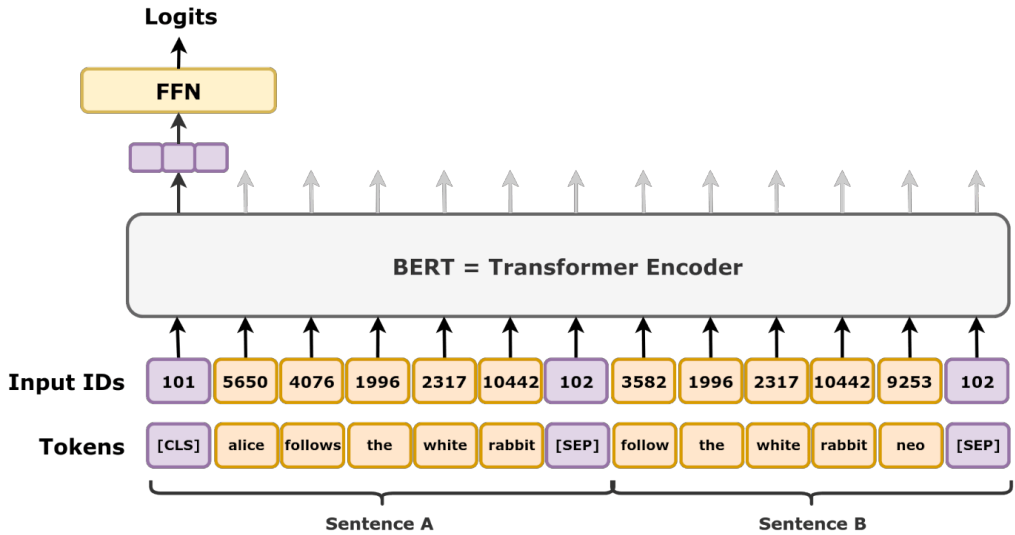 Logits
FFN
BERT = Transformer Encoder
Input IDs 101 5650 4076 1996 2317 10442 102 3582 1996 2317 10442 9253 102
Tokens [CLS] alice follows the white rabbit [SEP] follow the white rabbit neo [SEP]
Sentence A Sentence B